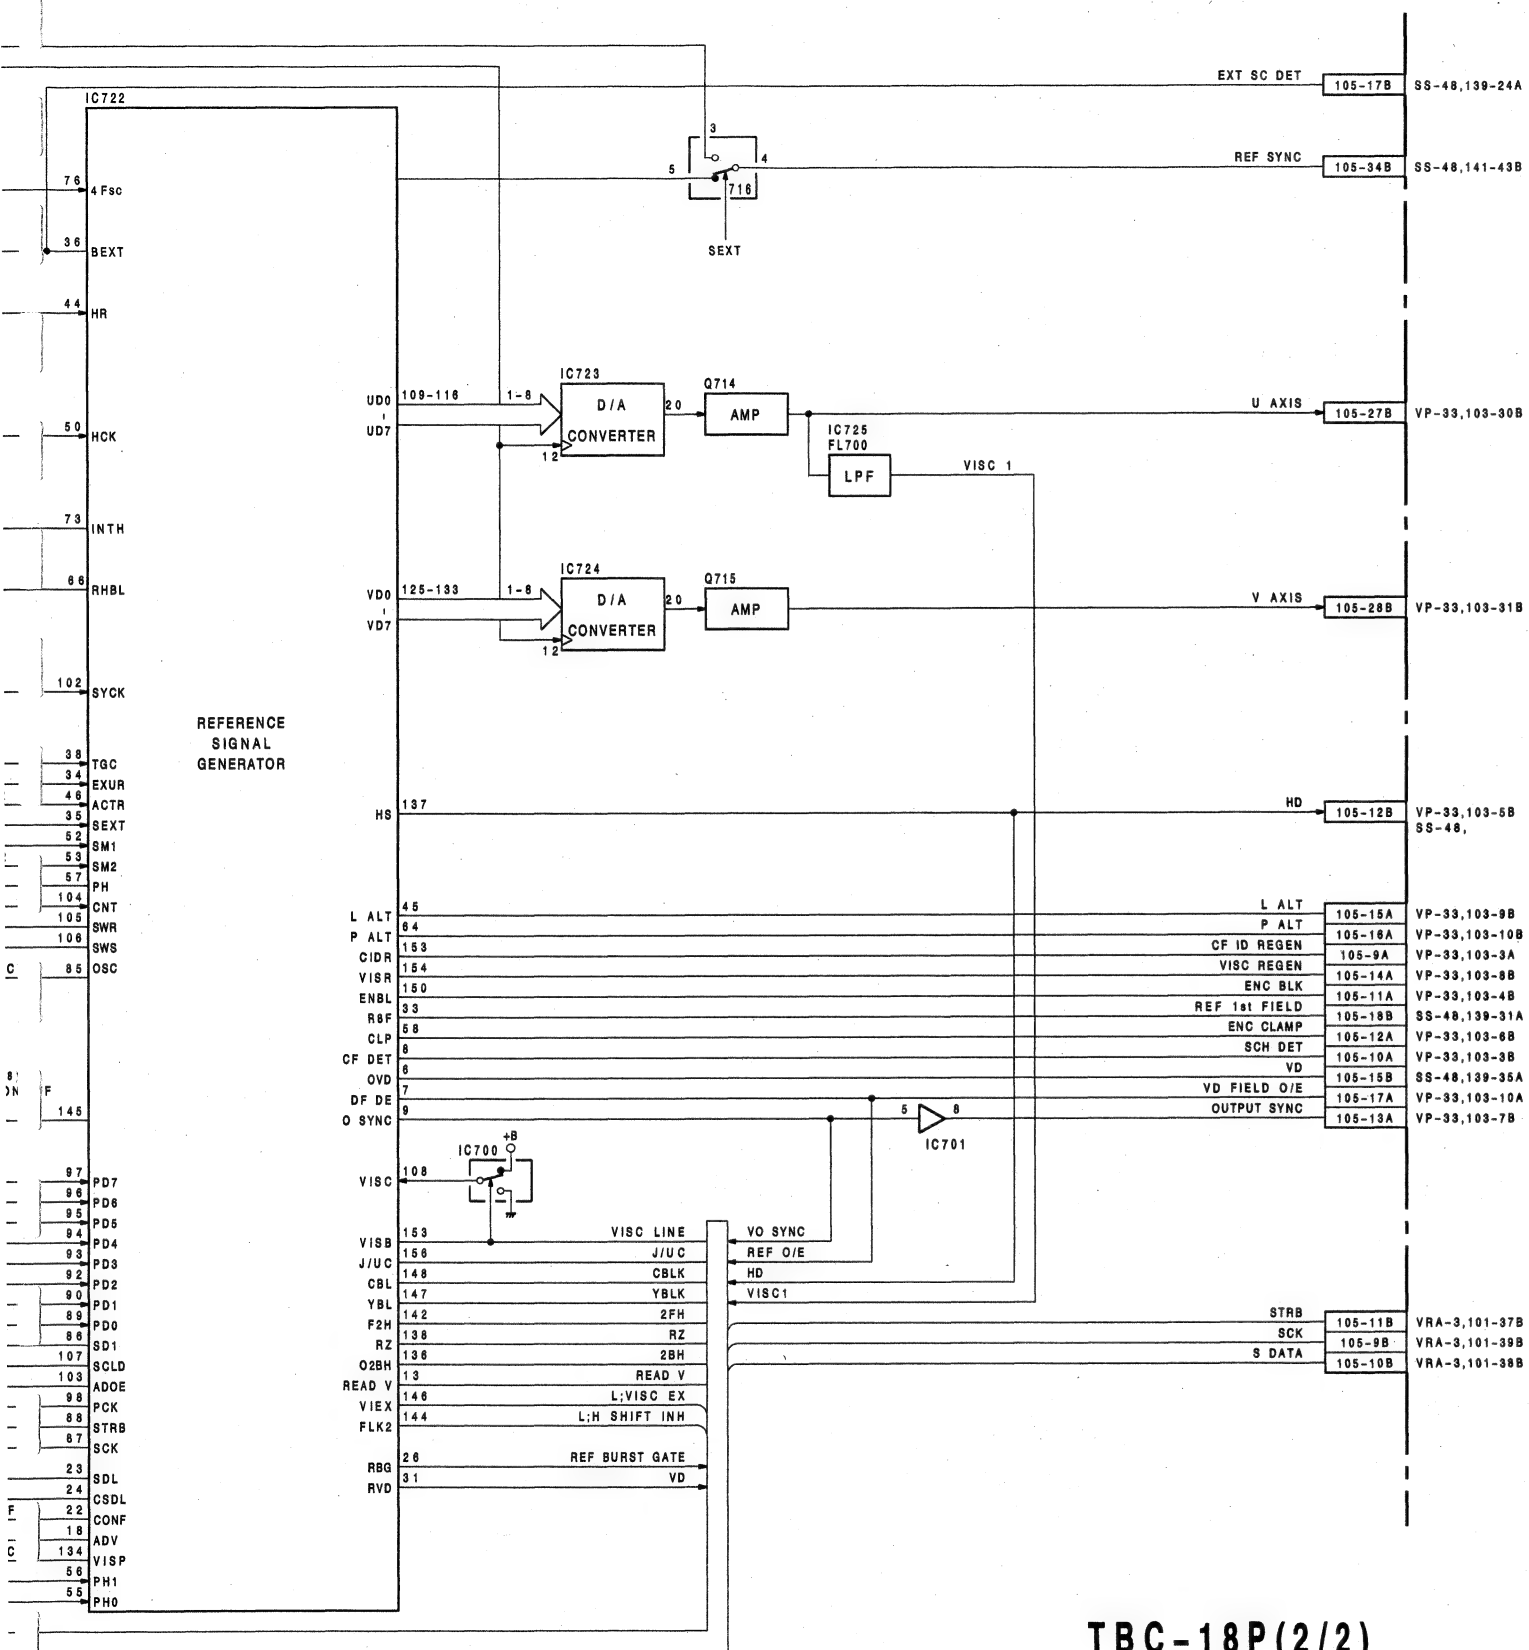 EXT SC DET 105-17B SS-48,139-24A
IC722
3
5 4 REF SYNC 105-34B SS-48,141-43B
716
SEXT
76 4Fsc
36 BEXT
44 HR
IC723 Q714
UD0 109-116 1-8 D/A 20 AMP U AXIS 105-27B VP-33,103-30B
UD7 CONVERTER
12
IC725
FL700
LPF VISC 1
50 HCK
73 INTH
IC724 Q715
66 RHBL
VD0 125-133 1-8 D/A 20 AMP V AXIS 105-28B VP-33,103-31B
VD7 CONVERTER
12
102 SYCK
REFERENCE
SIGNAL
GENERATOR
38 TGC
34 EXUR
46 ACTR
HS 137 HD 105-12B VP-33,103-5B
SS-48,
35 SEXT
52 SM1
53 SM2
57 PH
104 CNT
105 SWR
106 SWS
C 85 OSC
L ALT 45 L ALT 105-15A VP-33,103-9B
P ALT 64 P ALT 105-16A VP-33,103-10B
CIDR 153 CF ID REGEN 105-9A VP-33,103-3A
VISR 154 VISC REGEN 105-14A VP-33,103-8B
ENBL 150 ENC BLK 105-11A VP-33,103-4B
R8F 33 REF 1st FIELD 105-18B SS-48,139-31A
CLP 58 ENC CLAMP 105-12A VP-33,103-6B
CF DET 8 SCH DET 105-10A VP-33,103-3B
OVD 6 VD 105-15B SS-48,139-35A
DF DE 7 VD FIELD O/E 105-17A VP-33,103-10A
O SYNC 9 5 8 OUTPUT SYNC 105-13A VP-33,103-7B
IC701
F
145
+B
IC700
VISC 108
97 PD7
96 PD6
95 PD5
94 PD4
93 PD3
92 PD2
90 PD1
89 PD0
86 SD1
107 SCLD
103 ADOE
98 PCK
88 STRB
87 SCK
23 SDL
24 CSDL
F 22 CONF
18 ADV
C 134 VISP
56 PH1
55 PH0
VISB 153 VISC LINE VO SYNC
J/UC 156 J/UC REF O/E
CBL 148 CBLK HD
YBL 147 YBLK VISC1
F2H 142 2FH
RZ 138 RZ
O2BH 136 2BH
READ V 13 READ V
VIEX 146 L;VISC EX
FLK2 144 L;H SHIFT INH
RBG 26 REF BURST GATE
RVD 31 VD
STRB 105-11B VRA-3,101-37B
SCK 105-9B VRA-3,101-39B
S DATA 105-10B VRA-3,101-38B
TBC-18P(2/2)